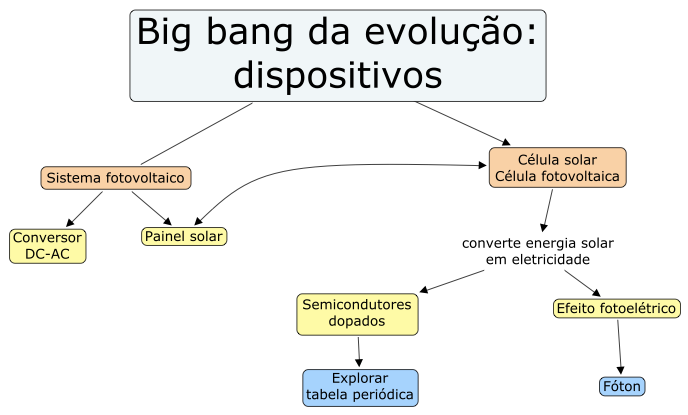 Big bang da evolução:
dispositivos
Sistema fotovoltaico
Célula solar
Célula fotovoltaica
Conversor
DC-AC
Painel solar
converte energia solar
em eletricidade
Semicondutores
dopados
Efeito fotoelétrico
Explorar
tabela periódica
Fóton